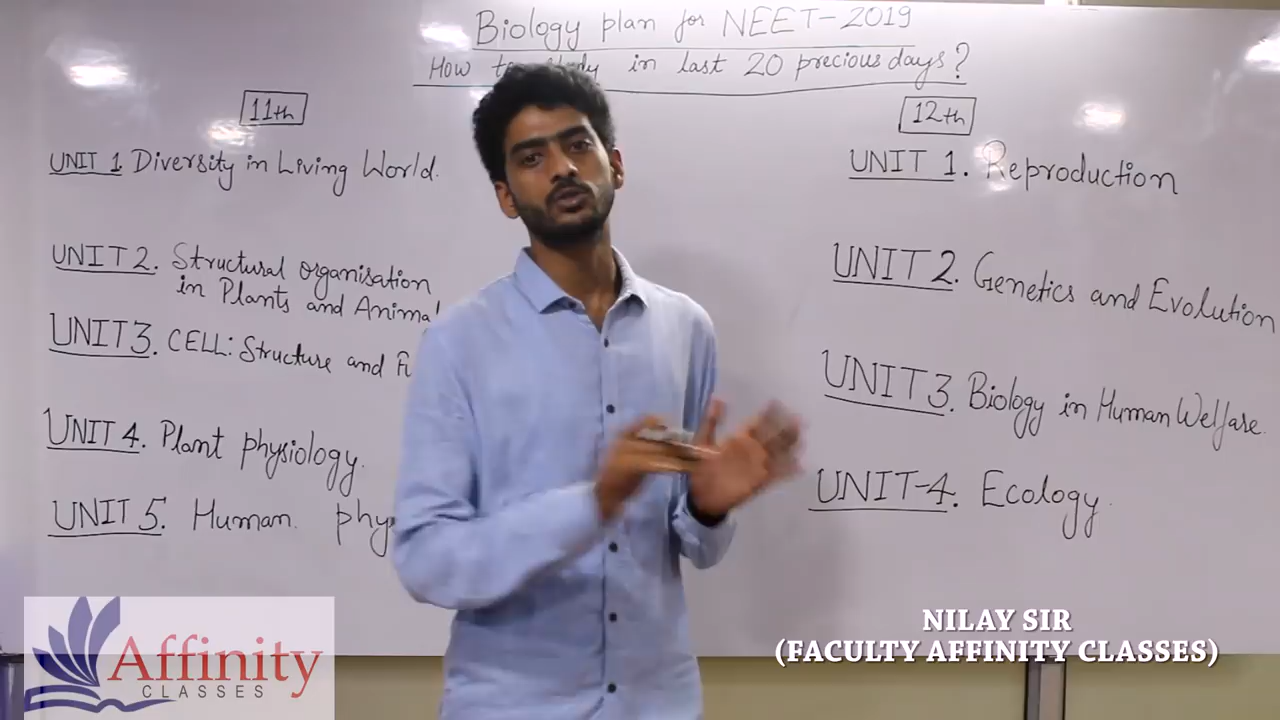 Biology plan for NEET-2019
How to study in last 20 precious days?
11th
UNIT 1. Diversity in Living World.
UNIT 2. Structural organisation
in Plants and Animal
UNIT 3. CELL: Structure and Fu
UNIT 4. Plant physiology.
UNIT 5. Human. phys
12th
UNIT 1. Reproduction
UNIT 2. Genetics and Evolution
UNIT 3. Biology in Human Welfare.
UNIT-4. Ecology.
Affinity
CLASSES
NILAY SIR
(FACULTY AFFINITY CLASSES)